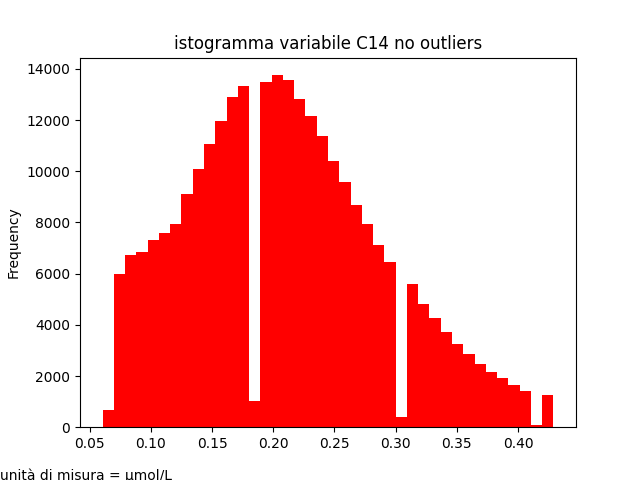 istogramma variabile C14 no outliers
14000
12000
10000
8000
6000
4000
2000
0
Frequency
0.05 0.10 0.15 0.20 0.25 0.30 0.35 0.40
unità di misura = μmol/L